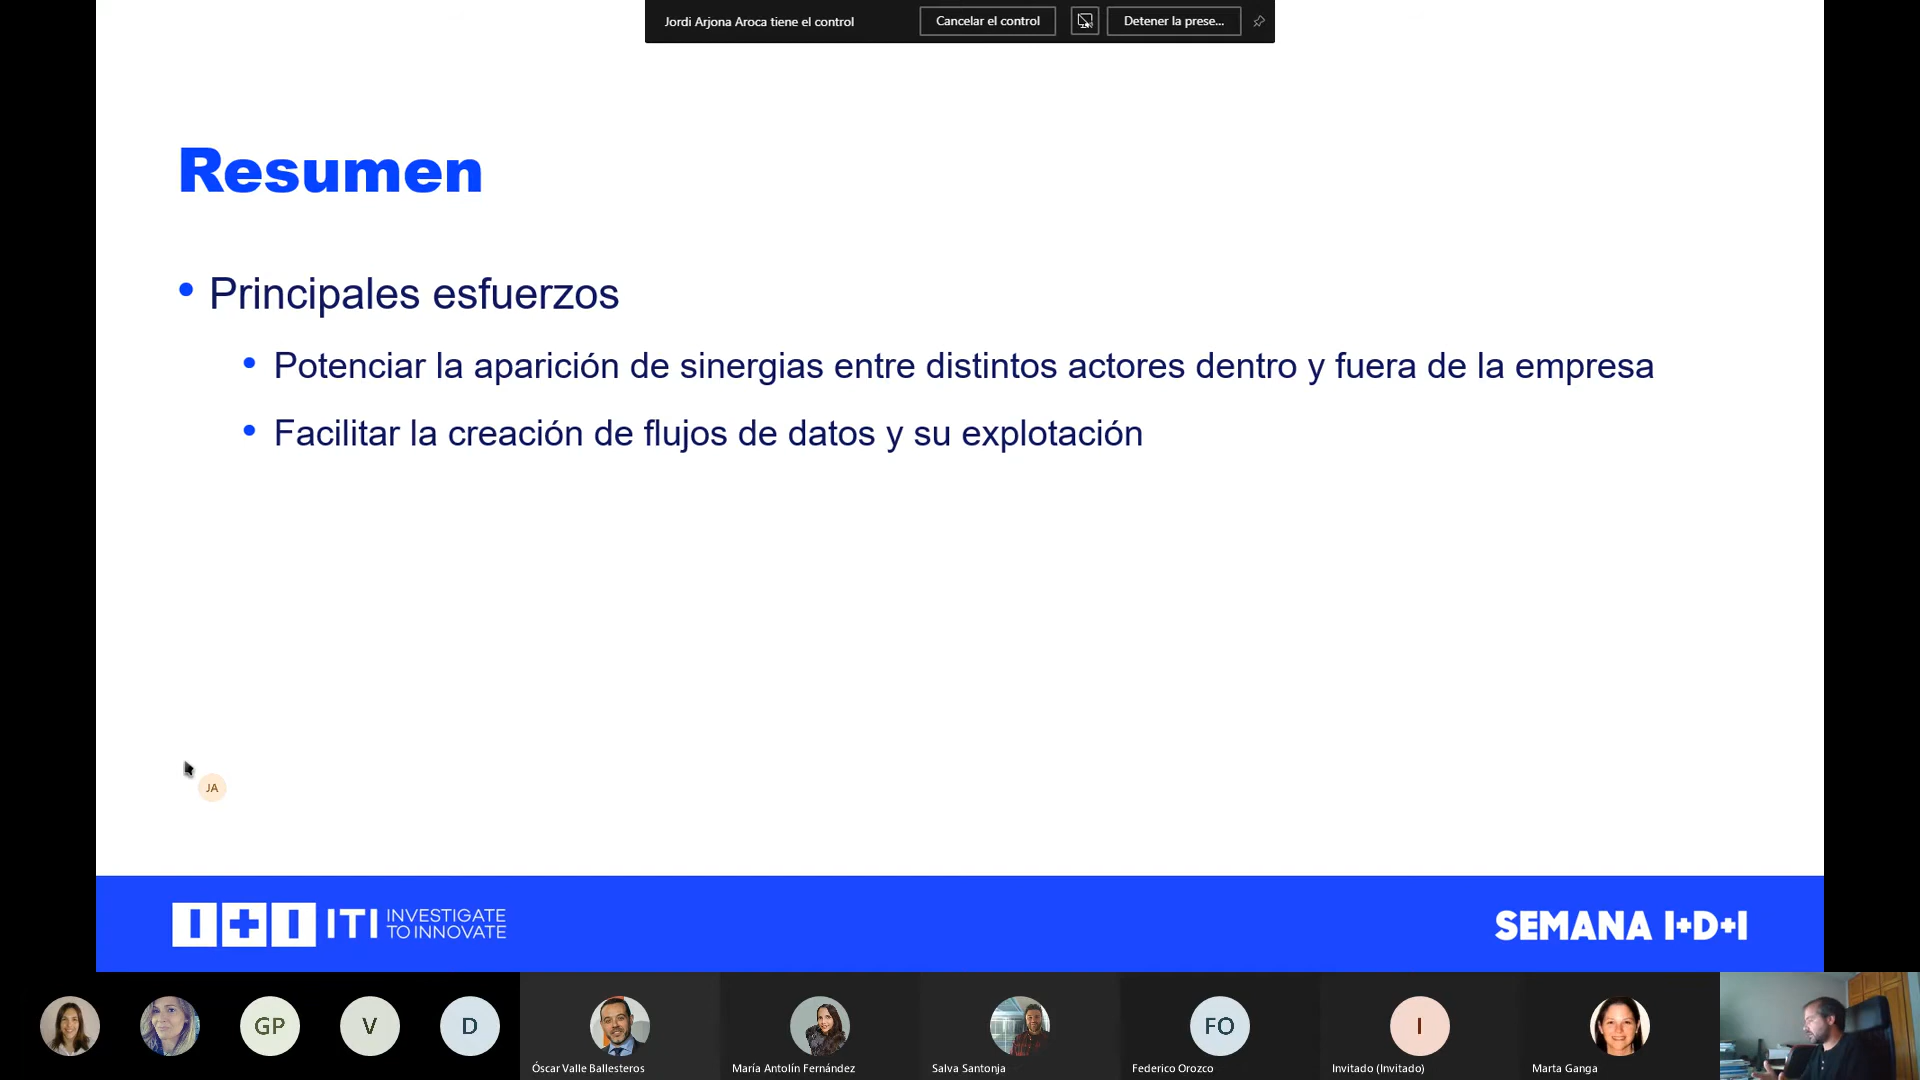 Jordi Arjona Aroca tiene el control
Cancelar el control
Detener la prese...
Resumen
• Principales esfuerzos
• Potenciar la aparición de sinergias entre distintos actores dentro y fuera de la empresa
• Facilitar la creación de flujos de datos y su explotación
JA
I+I ITI INVESTIGATE
TO INNOVATE
SEMANA I+D+I
GP
V
D
FO
I
Óscar Valle Ballesteros
María Antolín Fernández
Salva Santonja
Federico Orozco
Invitado (Invitado)
Marta Ganga